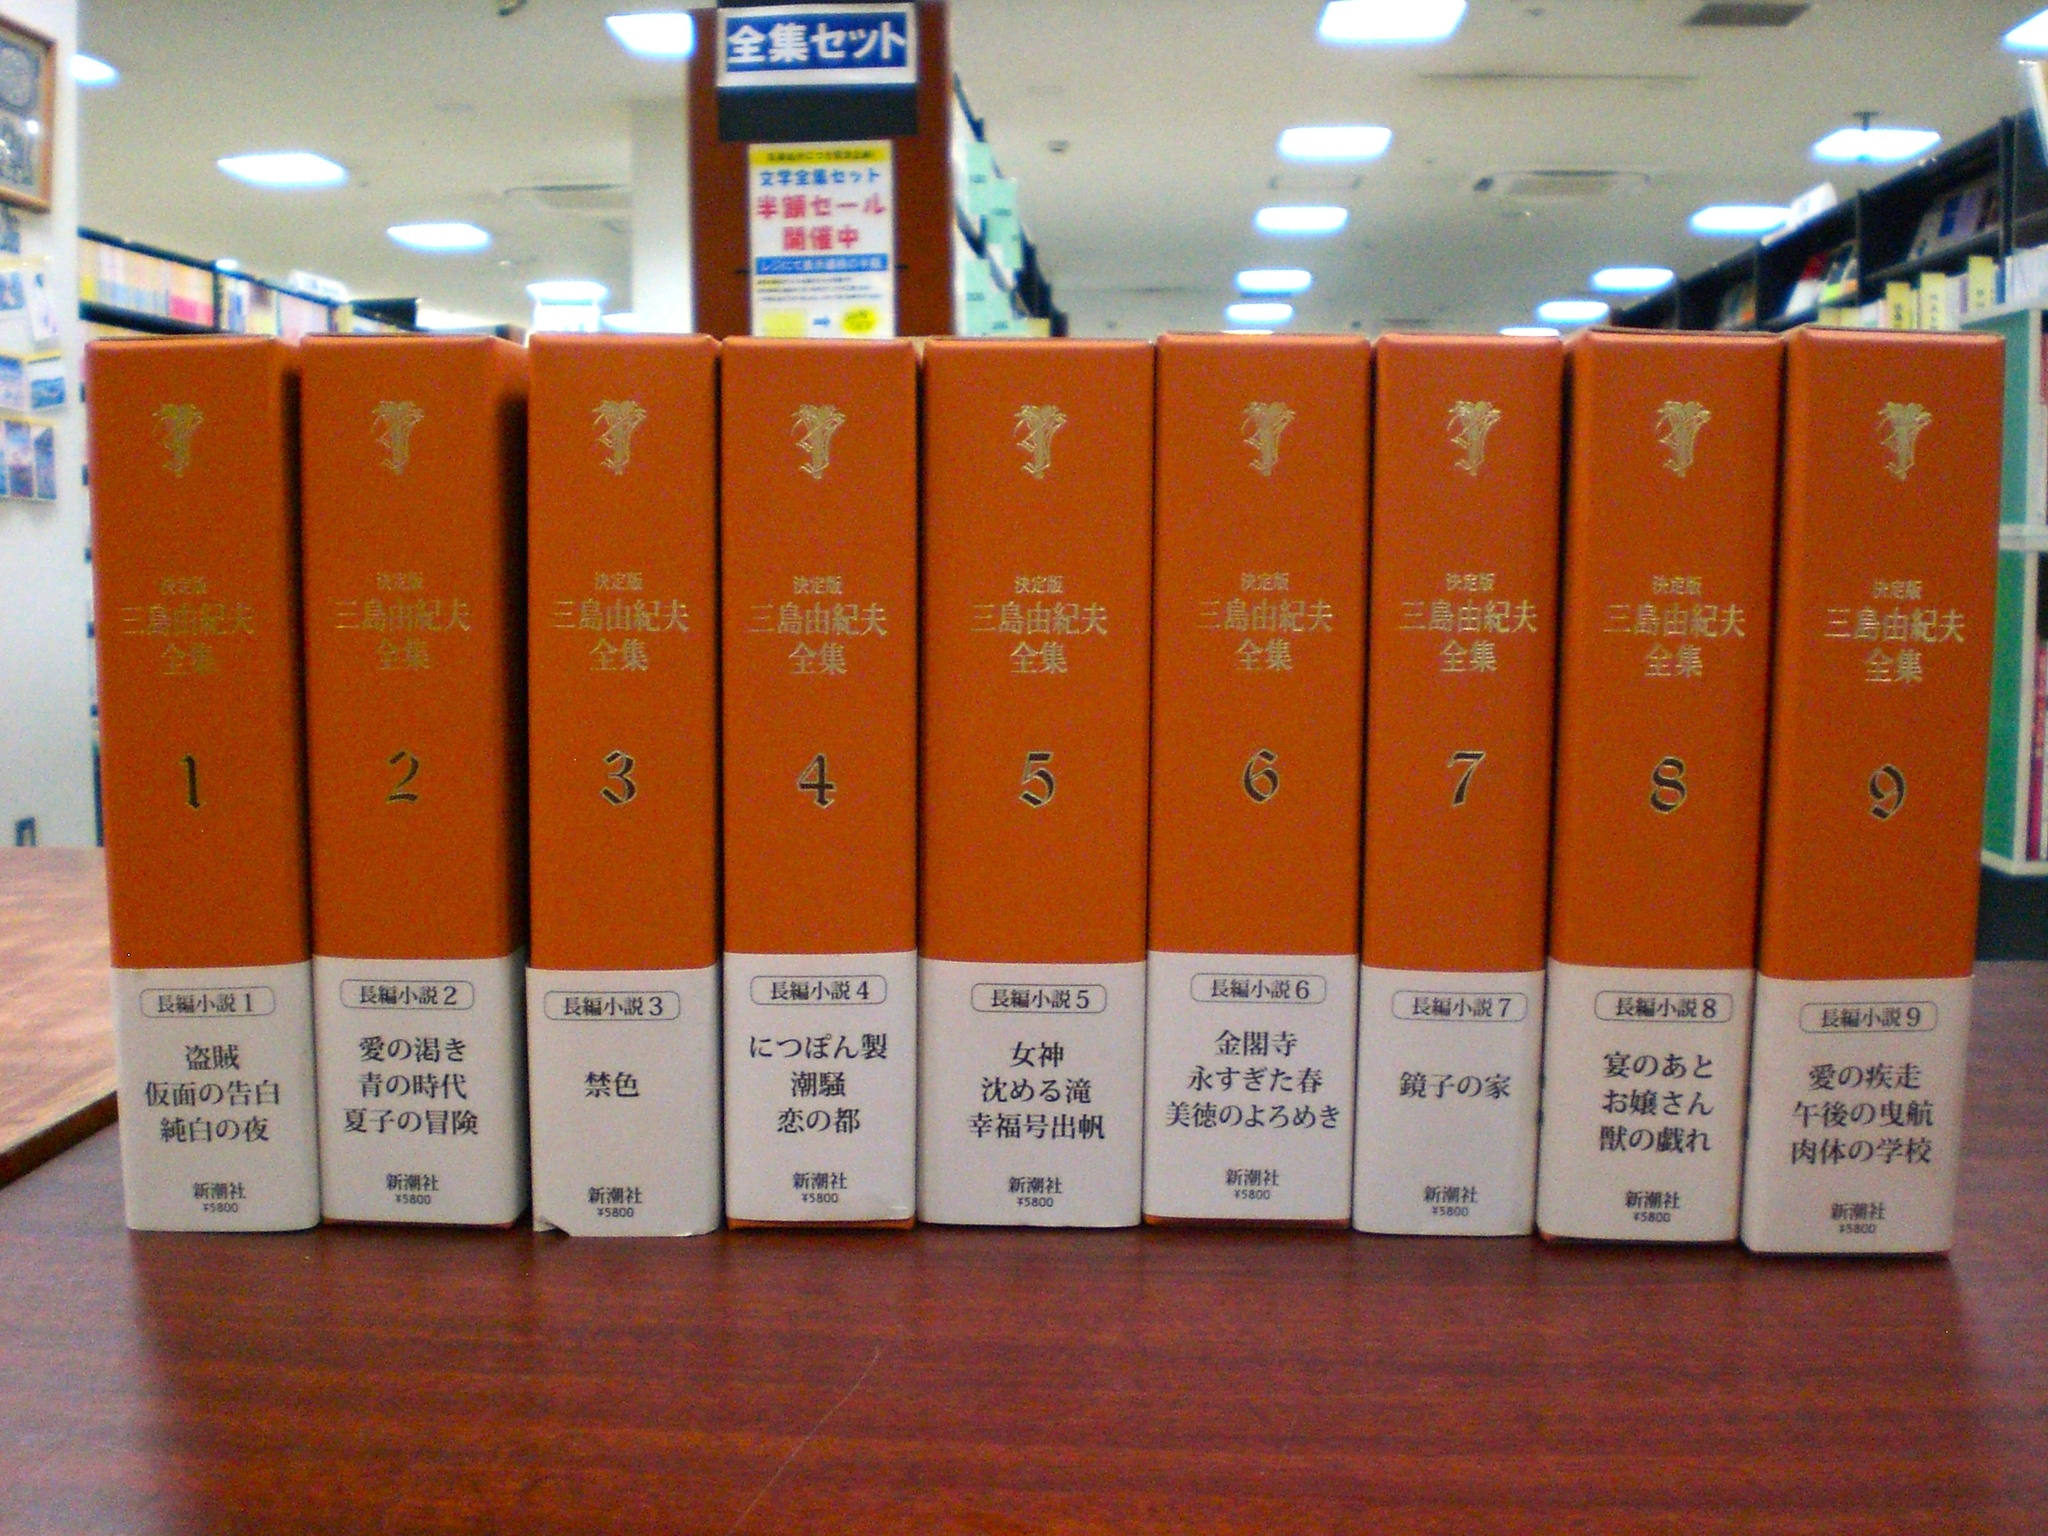 全集セット
文学全集セット
半額セール
開催中
決定版
三島由紀夫
全集
1
長編小説1
盗賊
仮面の告白
純白の夜
新潮社
¥5800
決定版
三島由紀夫
全集
2
長編小説2
愛の渇き
青の時代
夏子の冒険
新潮社
¥5800
決定版
三島由紀夫
全集
3
長編小説3
禁色
新潮社
¥5800
決定版
三島由紀夫
全集
4
長編小説4
につぽん製
潮騒
恋の都
新潮社
¥5800
決定版
三島由紀夫
全集
5
長編小説5
女神
沈める滝
幸福号出帆
新潮社
¥5800
決定版
三島由紀夫
全集
6
長編小説6
金閣寺
永すぎた春
美徳のよろめき
新潮社
¥5800
決定版
三島由紀夫
全集
7
長編小説7
鏡子の家
新潮社
¥5800
決定版
三島由紀夫
全集
8
長編小説8
宴のあと
お嬢さん
獣の戯れ
新潮社
¥5800
決定版
三島由紀夫
全集
9
長編小説9
愛の疾走
午後の曳航
肉体の学校
新潮社
¥5800